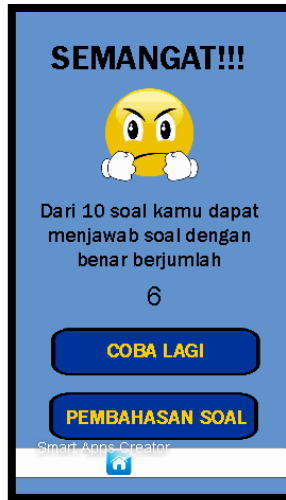 SEMANGAT!!!
Dari 10 soal kamu dapat
menjawab soal dengan
benar berjumlah
6
COBA LAGI
PEMBAHASAN SOAL
Smart Apps Creator